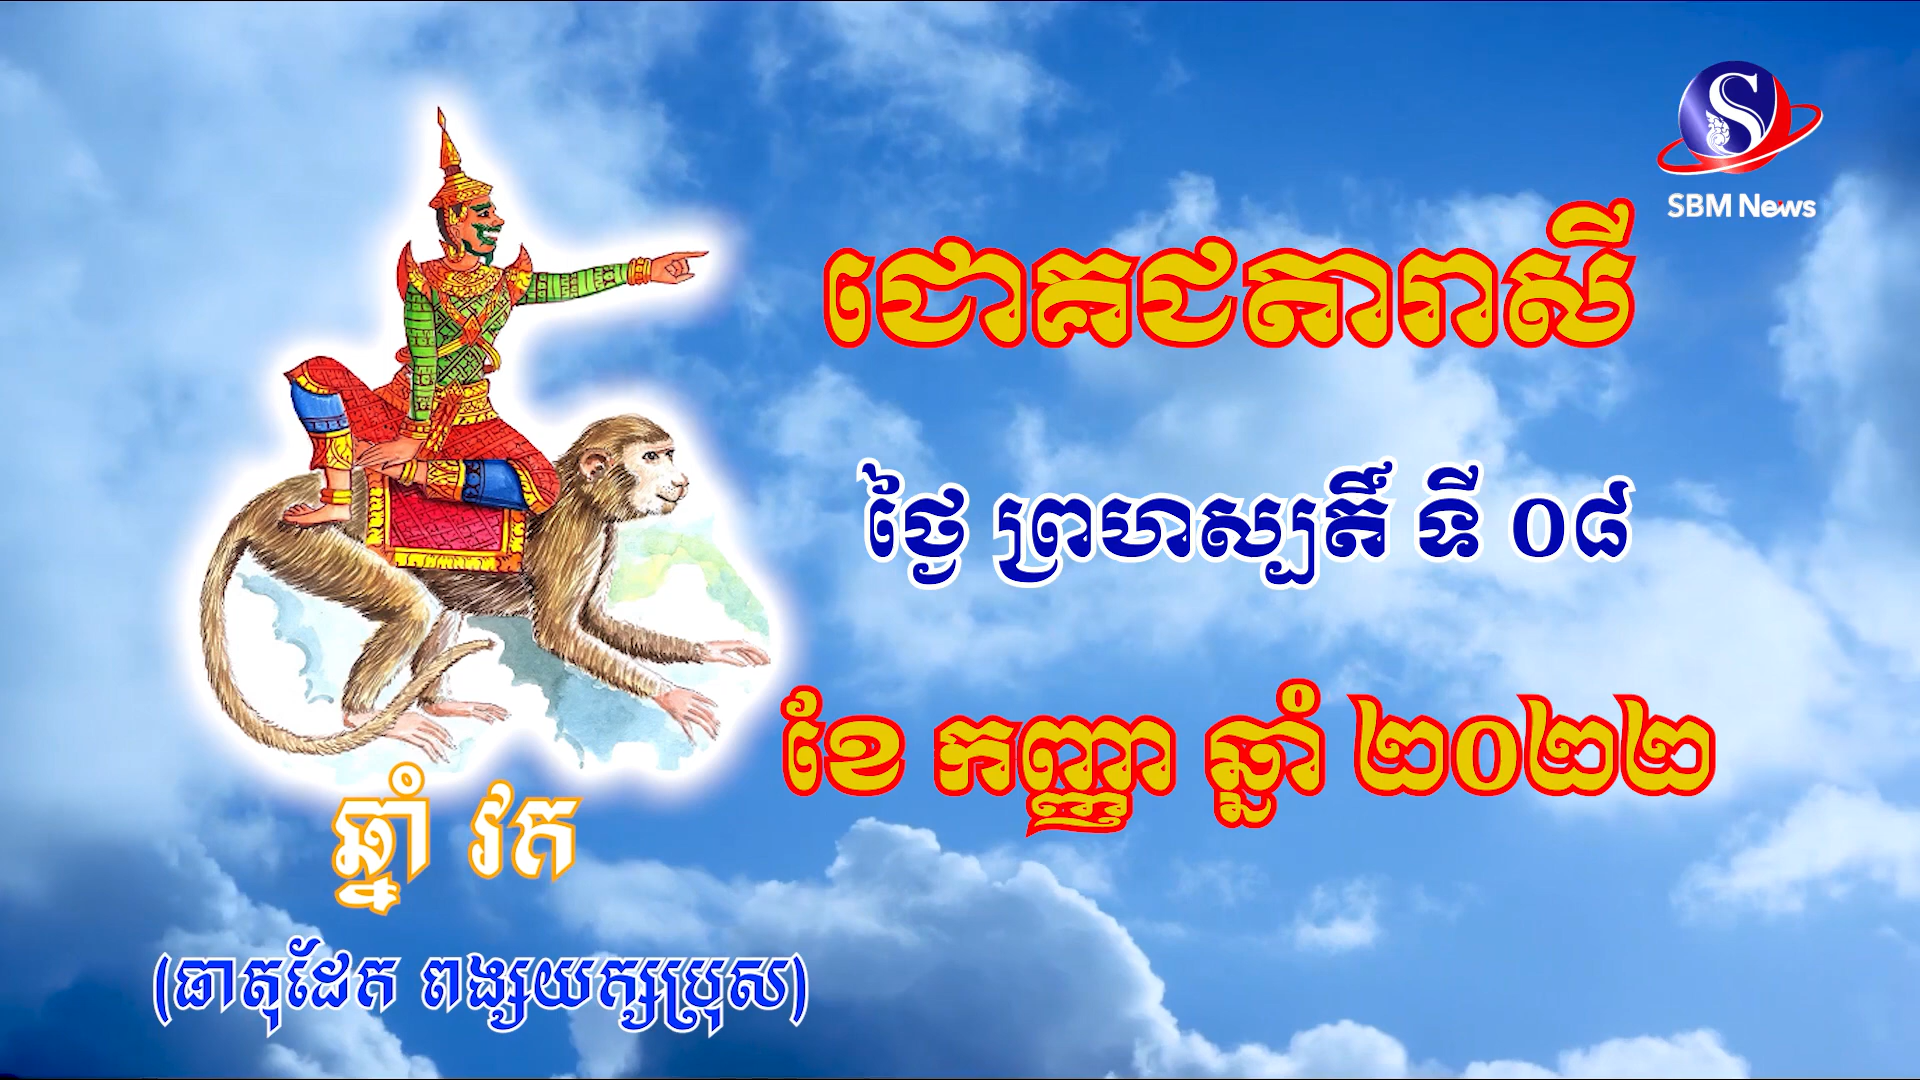 SBM News
ជោគជតារាសី
ថ្ងៃ ព្រហស្បតិ៍ ទី ០៨
ខែ កញ្ញា ឆ្នាំ ២០២២
ឆ្នាំ វក
(ធាតុដែក ពង្សយក្សប្រុស)